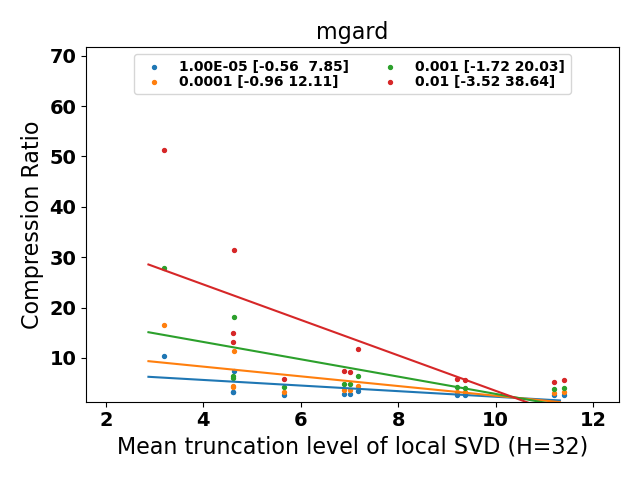 mgard
1.00E-05 [-0.56  7.85]
0.0001 [-0.96 12.11]
0.001 [-1.72 20.03]
0.01 [-3.52 38.64]
Compression Ratio
70
60
50
40
30
20
10
2 4 6 8 10 12
Mean truncation level of local SVD (H=32)